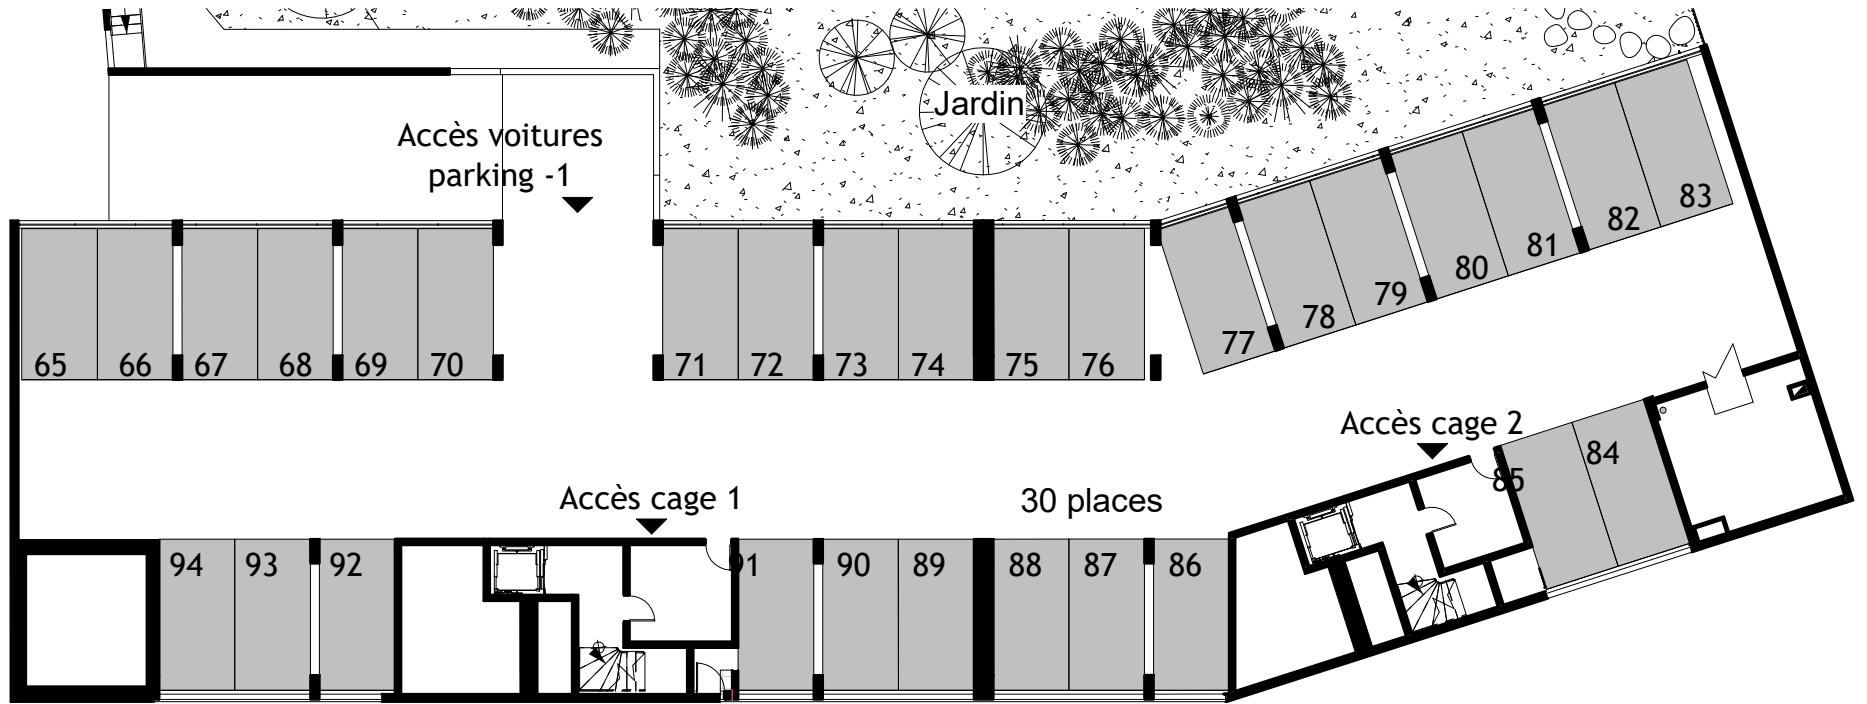 Jardin
Accès voitures
parking -1
83
82
81
80
79
78
77
65 66 67 68 69 70 71 72 73 74 75 76
Accès cage 2
84
85
Accès cage 1
30 places
94 93 92 91 90 89 88 87 86